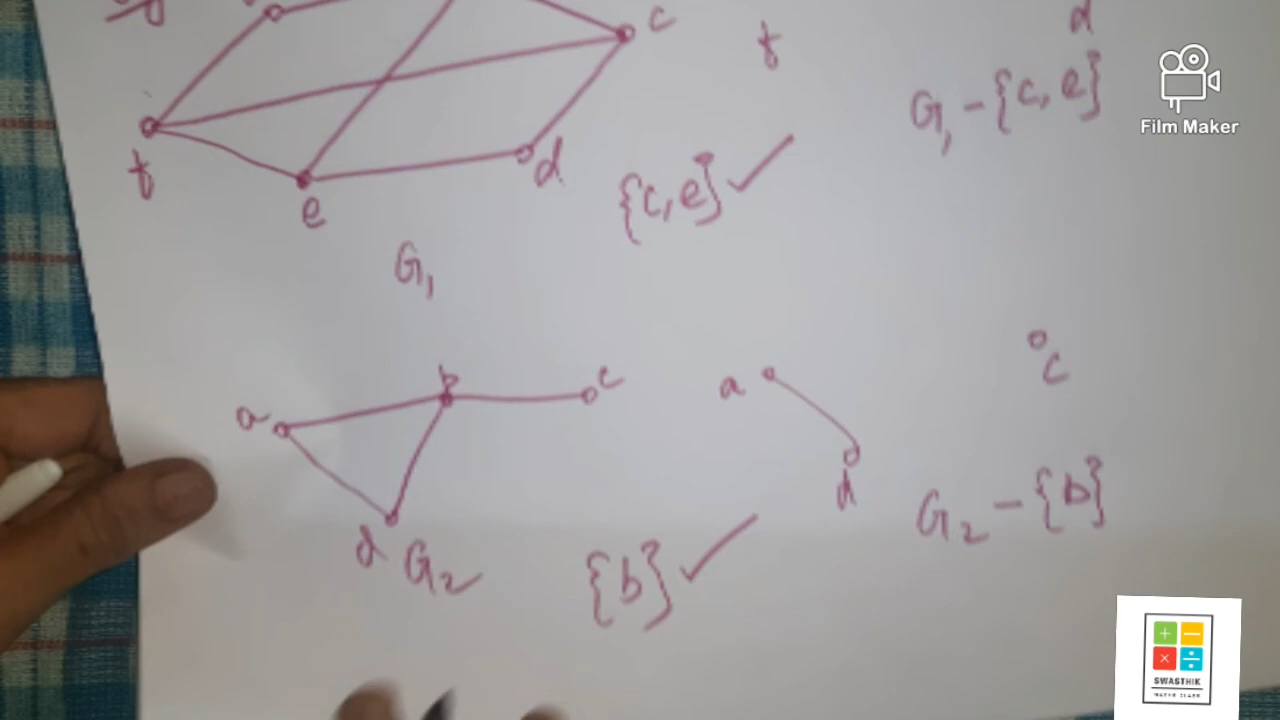 c
f
d
G₁ - {c, e}
Film Maker
f
e
d
{c, e} ✓
G₁
a
b
c
d
G₂
{b} ✓
a
d
c
G₂ - {b}
SWASTHIK